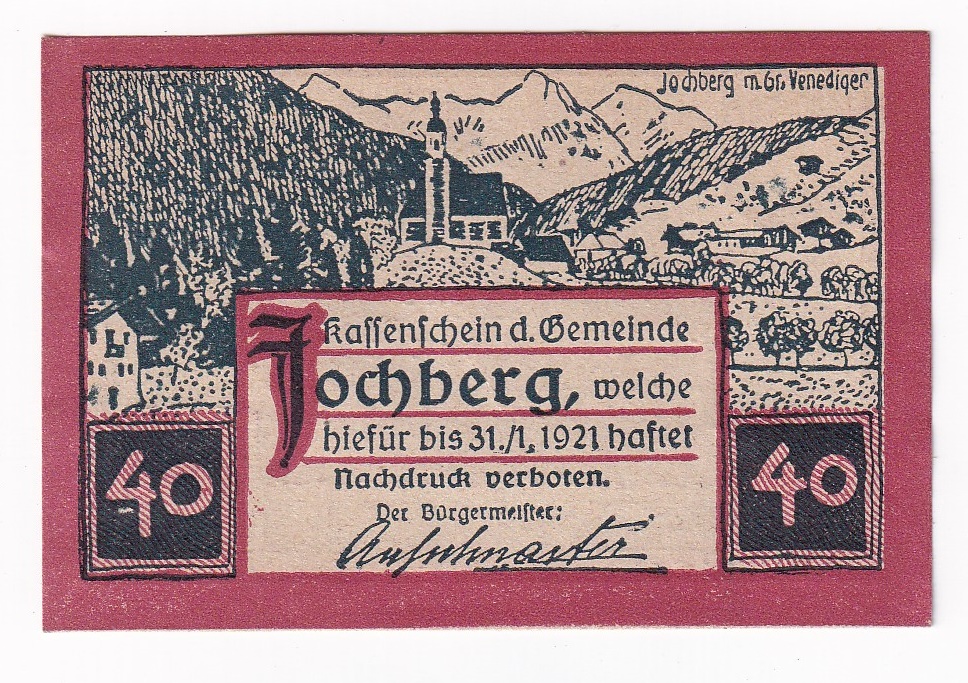 Jochberg m. Gr. Venediger
Kassenschein d. Gemeinde
Jochberg, welche
hiefür bis 31./1. 1921 haftet
Nachdruck verboten.
Der Bürgermeister:
40
40